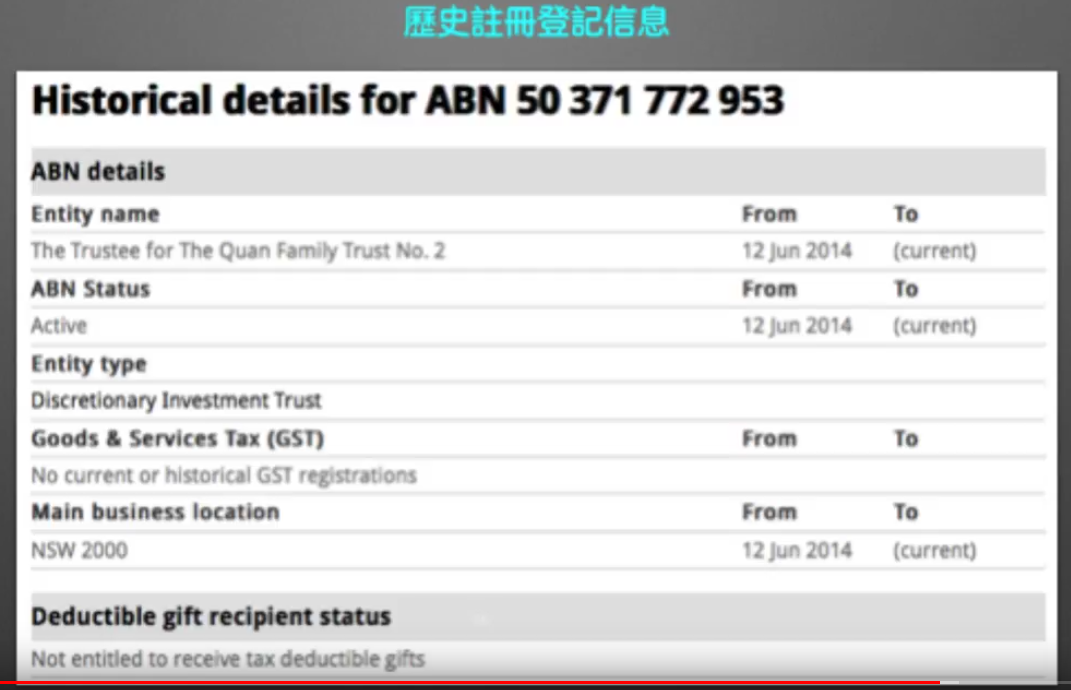 歷史註冊登記信息
Historical details for ABN 50 371 772 953
ABN details
Entity name From To
The Trustee for The Quan Family Trust No. 2 12 Jun 2014 (current)
ABN Status From To
Active 12 Jun 2014 (current)
Entity type
Discretionary Investment Trust
Goods & Services Tax (GST) From To
No current or historical GST registrations
Main business location From To
NSW 2000 12 Jun 2014 (current)
Deductible gift recipient status
Not entitled to receive tax deductible gifts